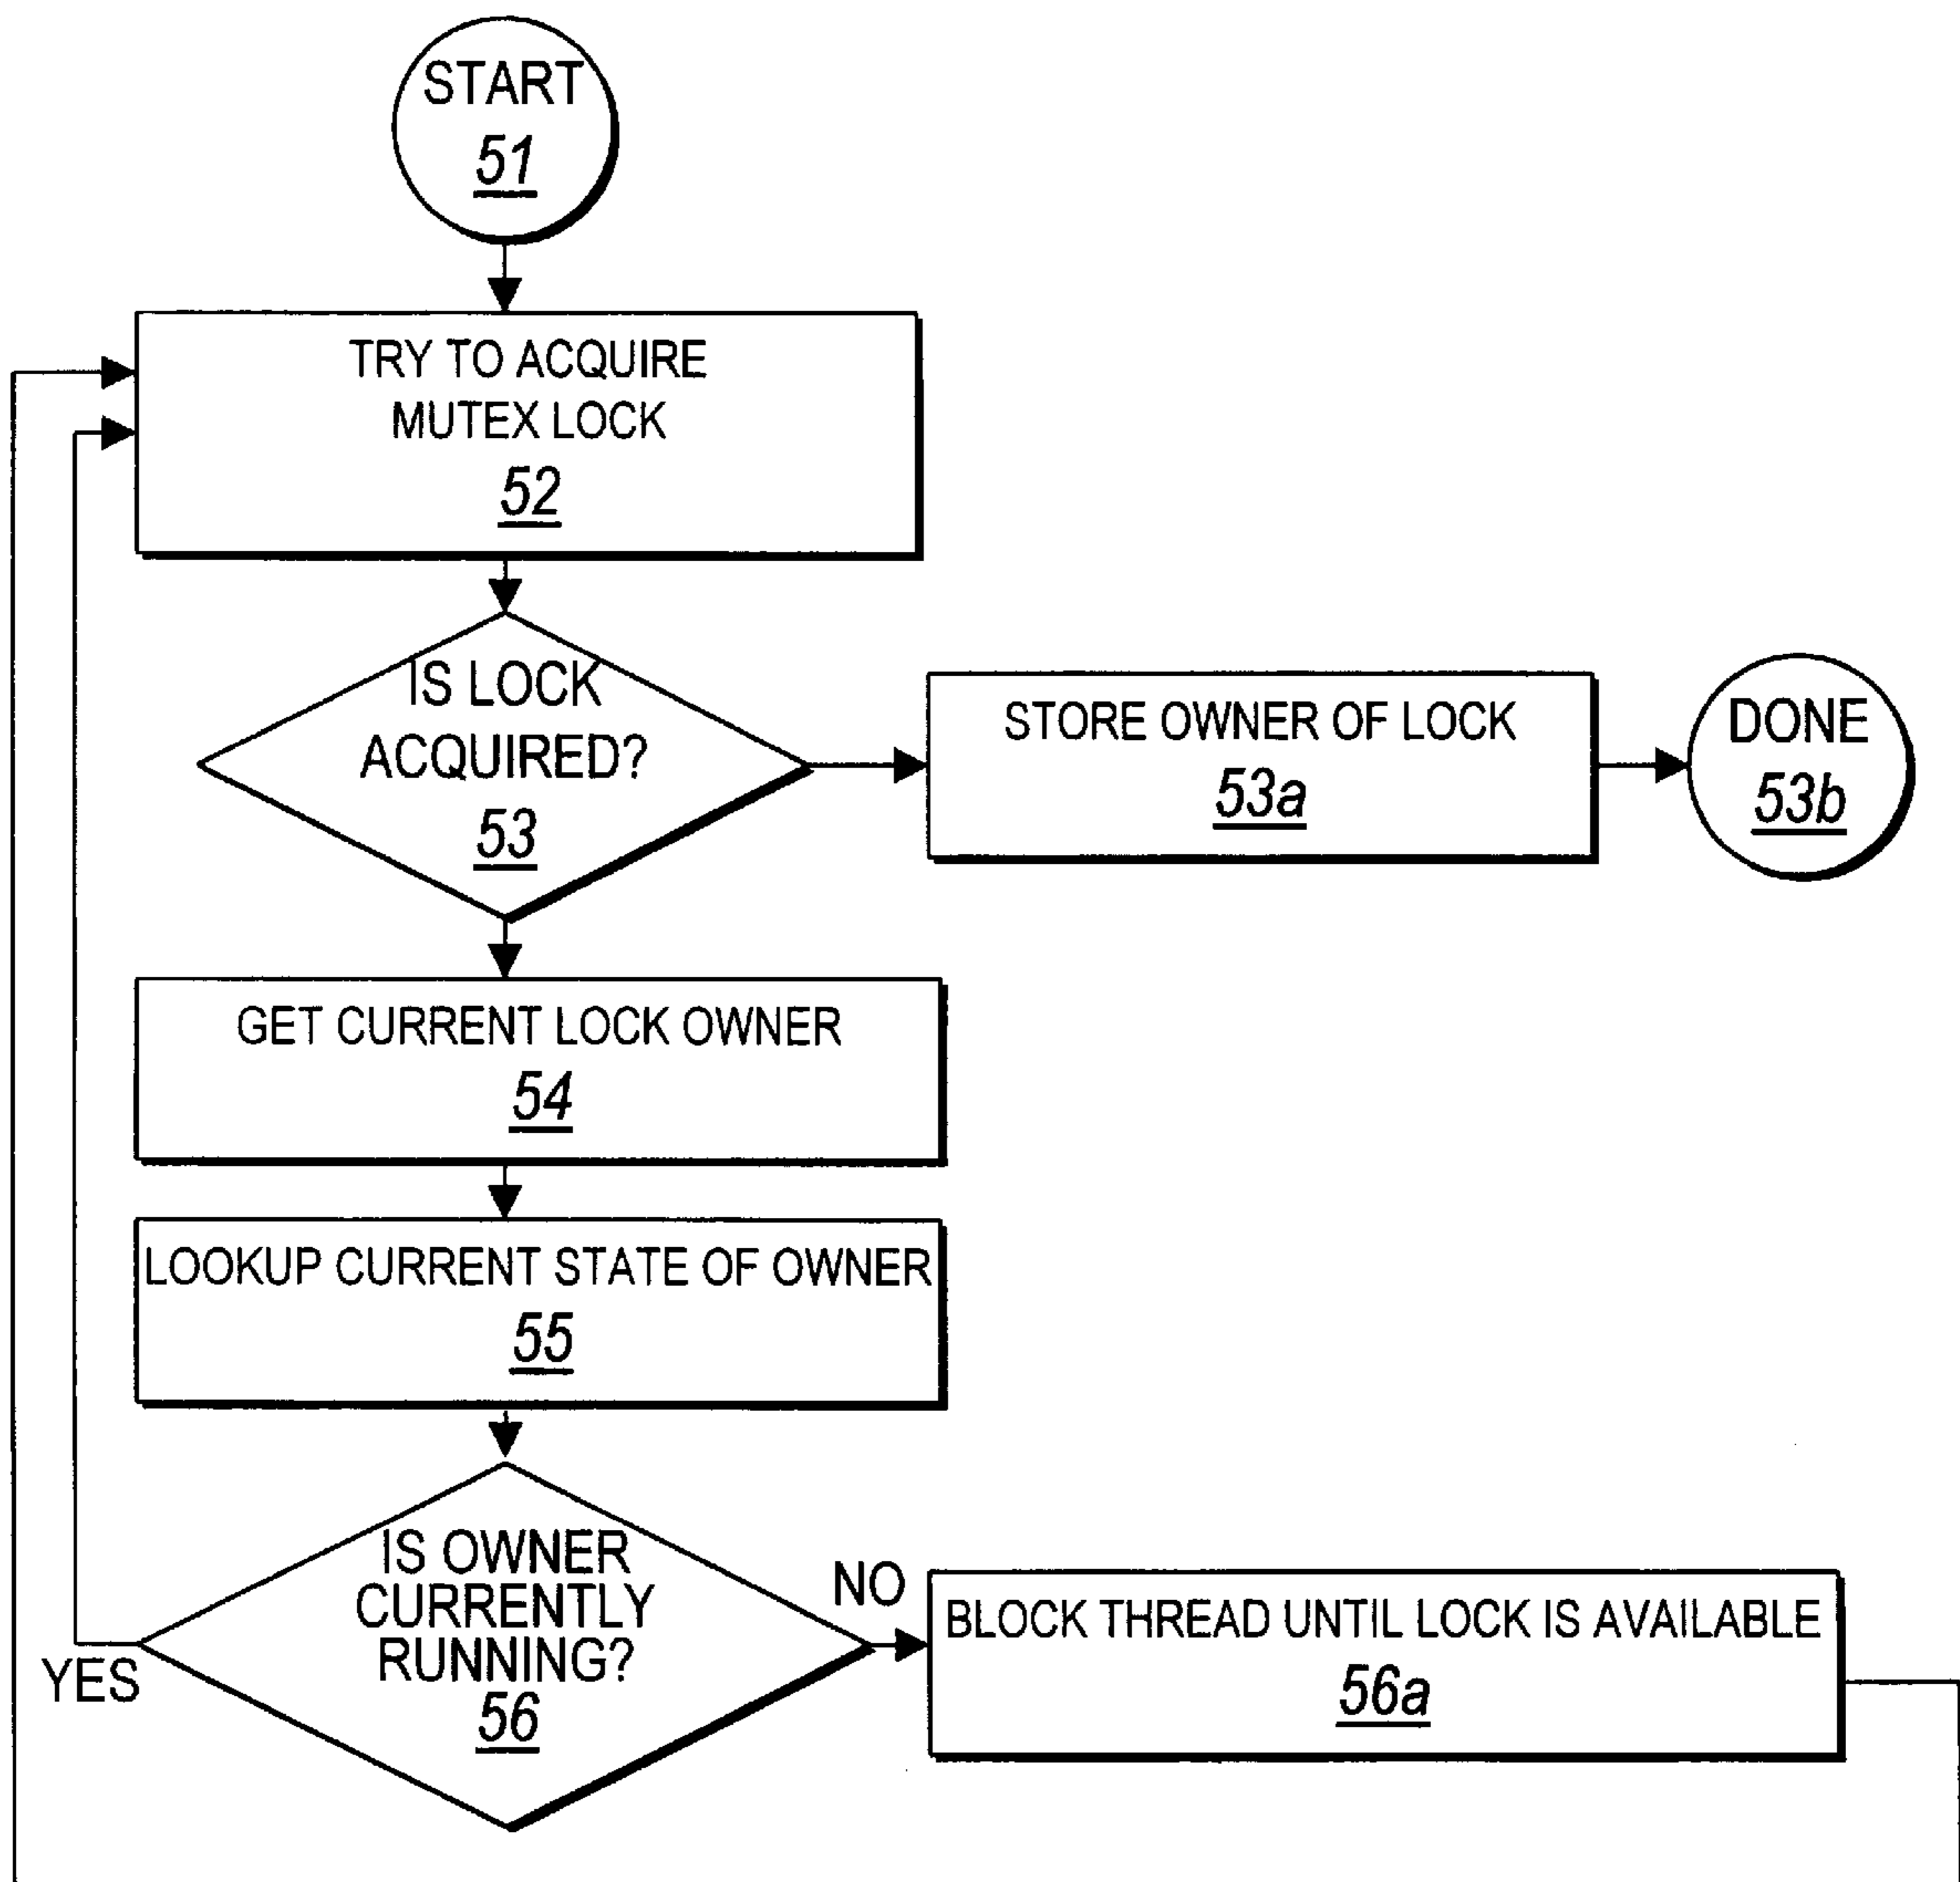 START
51
TRY TO ACQUIRE
MUTEX LOCK
52
IS LOCK
ACQUIRED?
53
STORE OWNER OF LOCK
53a
DONE
53b
GET CURRENT LOCK OWNER
54
LOOKUP CURRENT STATE OF OWNER
55
IS OWNER
CURRENTLY
RUNNING?
56
YES
NO
BLOCK THREAD UNTIL LOCK IS AVAILABLE
56a